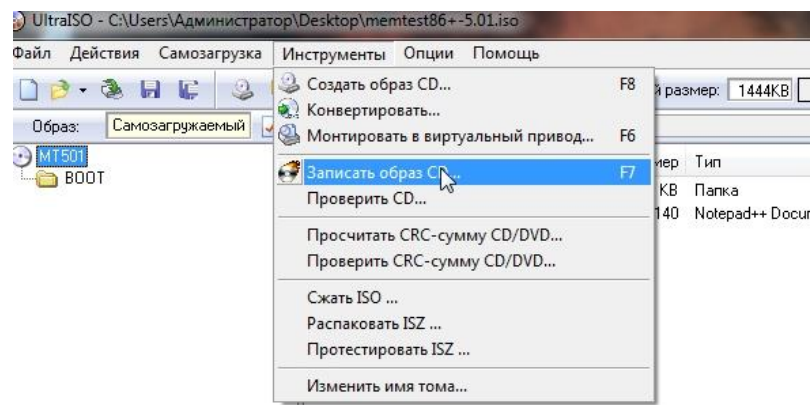 UltraISO - C:\Users\Администратор\Desktop\memtest86+-5.01.iso
Файл Действия Самозагрузка Инструменты Опции Помощь
размер: 1444KB
Образ: Самозагружаемый
MT501
BOOT
Создать образ CD... F8
Конвертировать...
Монтировать в виртуальный привод... F6
Записать образ CD... F7
Проверить CD...
Просчитать CRC-сумму CD/DVD...
Проверить CRC-сумму CD/DVD...
Сжать ISO ...
Распаковать ISZ ...
Протестировать ISZ ...
Изменить имя тома...
мер Тип
KB Папка
140 Notepad++ Docu